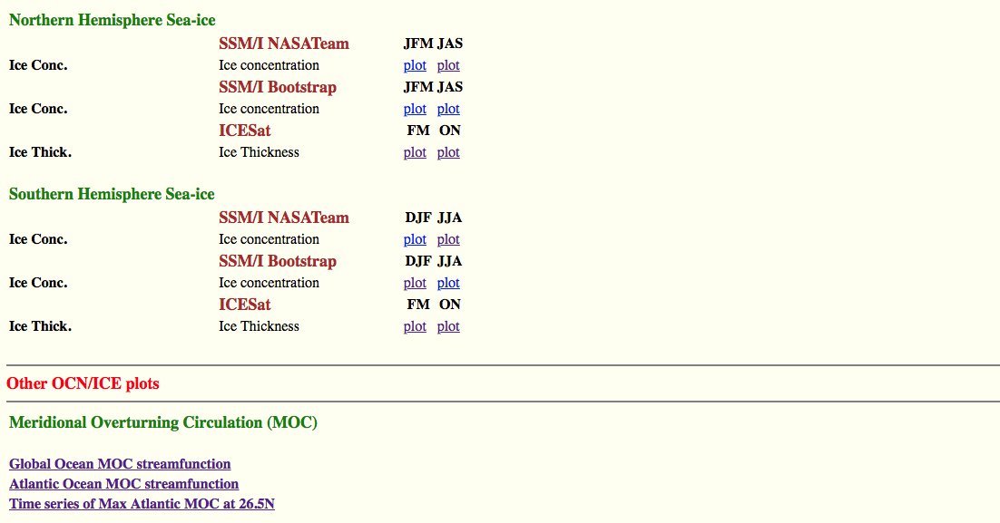 Northern Hemisphere Sea-ice
SSM/I NASATeam JFM JAS
Ice Conc. Ice concentration plot plot
SSM/I Bootstrap JFM JAS
Ice Conc. Ice concentration plot plot
ICESat FM ON
Ice Thick. Ice Thickness plot plot
Southern Hemisphere Sea-ice
SSM/I NASATeam DJF JJA
Ice Conc. Ice concentration plot plot
SSM/I Bootstrap DJF JJA
Ice Conc. Ice concentration plot plot
ICESat FM ON
Ice Thick. Ice Thickness plot plot
Other OCN/ICE plots
Meridional Overturning Circulation (MOC)
Global Ocean MOC streamfunction
Atlantic Ocean MOC streamfunction
Time series of Max Atlantic MOC at 26.5N